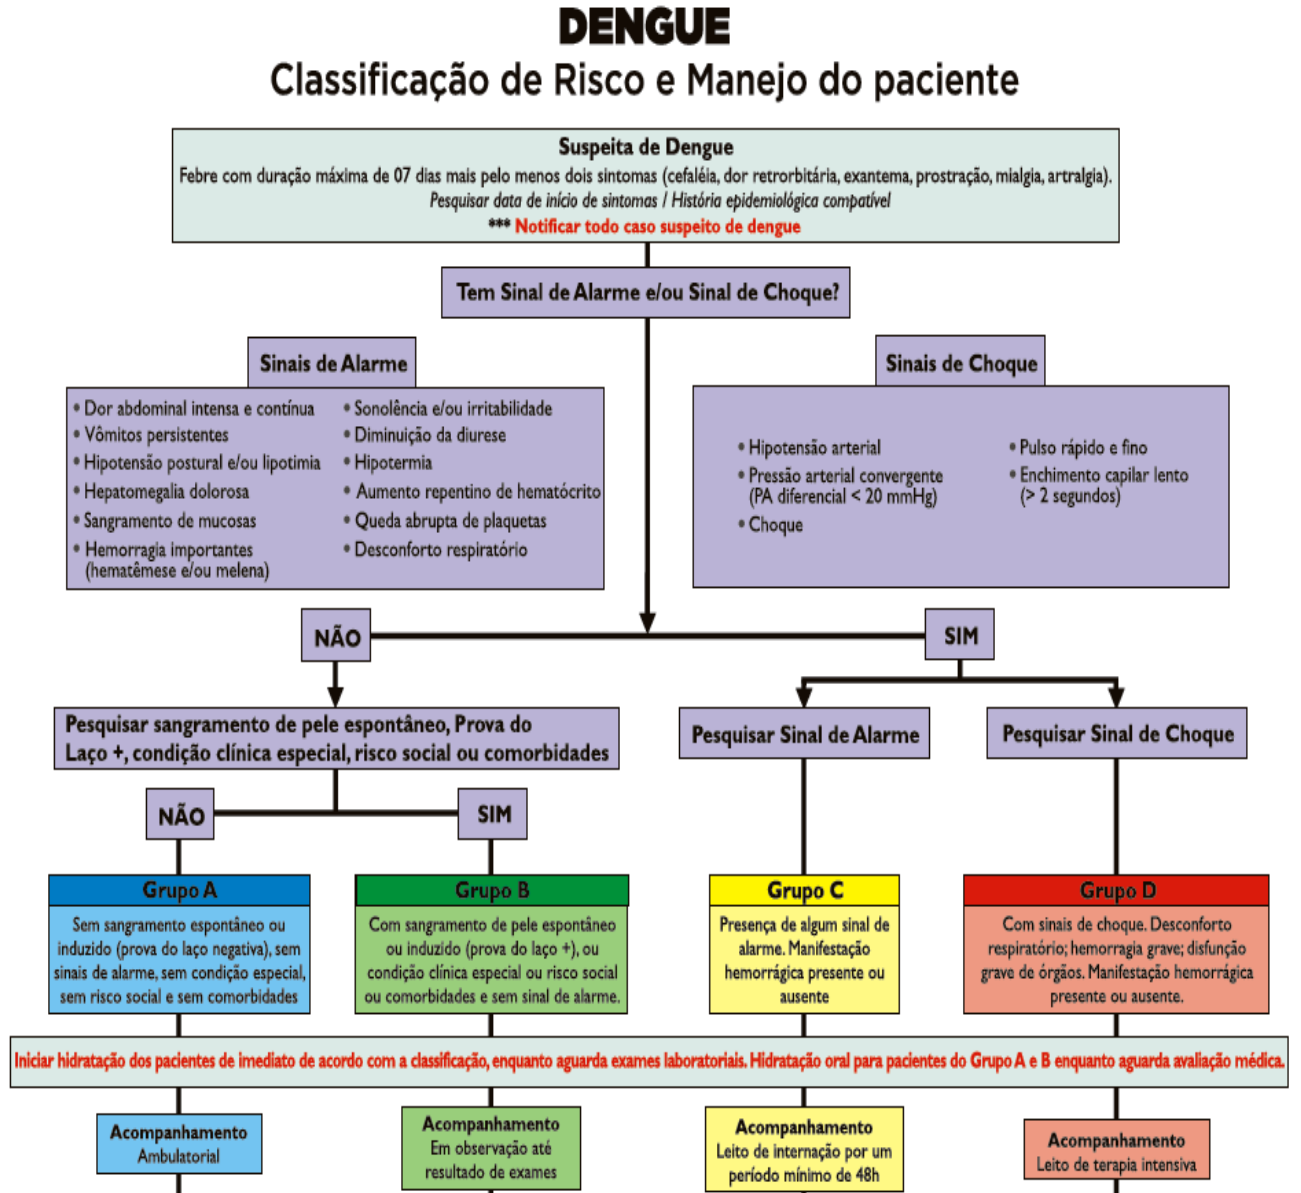 DENGUE
Classificação de Risco e Manejo do paciente
Suspeita de Dengue
Febre com duração máxima de 07 dias mais pelo menos dois sintomas (cefaléia, dor retrorbitária, exantema, prostração, mialgia, artralgia).
Pesquisar data de início de sintomas / História epidemiológica compatível
*** Notificar todo caso suspeito de dengue
Tem Sinal de Alarme e/ou Sinal de Choque?
Sinais de Alarme
• Dor abdominal intensa e contínua
• Vômitos persistentes
• Hipotensão postural e/ou lipotimia
• Hepatomegalia dolorosa
• Sangramento de mucosas
• Hemorragia importantes
(hematêmese e/ou melena)
• Sonolência e/ou irritabilidade
• Diminuição da diurese
• Hipotermia
• Aumento repentino de hematócrito
• Queda abrupta de plaquetas
• Desconforto respiratório
Sinais de Choque
• Hipotensão arterial
• Pressão arterial convergente
(PA diferencial < 20 mmHg)
• Choque
• Pulso rápido e fino
• Enchimento capilar lento
(> 2 segundos)
NÃO
SIM
Pesquisar sangramento de pele espontâneo, Prova do
Laço +, condição clínica especial, risco social ou comorbidades
Pesquisar Sinal de Alarme
Pesquisar Sinal de Choque
NÃO
SIM
Grupo A
Sem sangramento espontâneo ou
induzido (prova do laço negativa), sem
sinais de alarme, sem condição especial,
sem risco social e sem comorbidades
Grupo B
Com sangramento de pele espontâneo
ou induzido (prova do laço +), ou
condição clínica especial ou risco social
ou comorbidades e sem sinal de alarme.
Grupo C
Presença de algum sinal de
alarme. Manifestação
hemorrágica presente ou
ausente
Grupo D
Com sinais de choque. Desconforto
respiratório; hemorragia grave; disfunção
grave de órgãos. Manifestação hemorrágica
presente ou ausente.
Iniciar hidratação dos pacientes de imediato de acordo com a classificação, enquanto aguarda exames laboratoriais. Hidratação oral para pacientes do Grupo A e B enquanto aguarda avaliação médica.
Acompanhamento
Ambulatorial
Acompanhamento
Em observação até
resultado de exames
Acompanhamento
Leito de internação por um
período mínimo de 48h
Acompanhamento
Leito de terapia intensiva